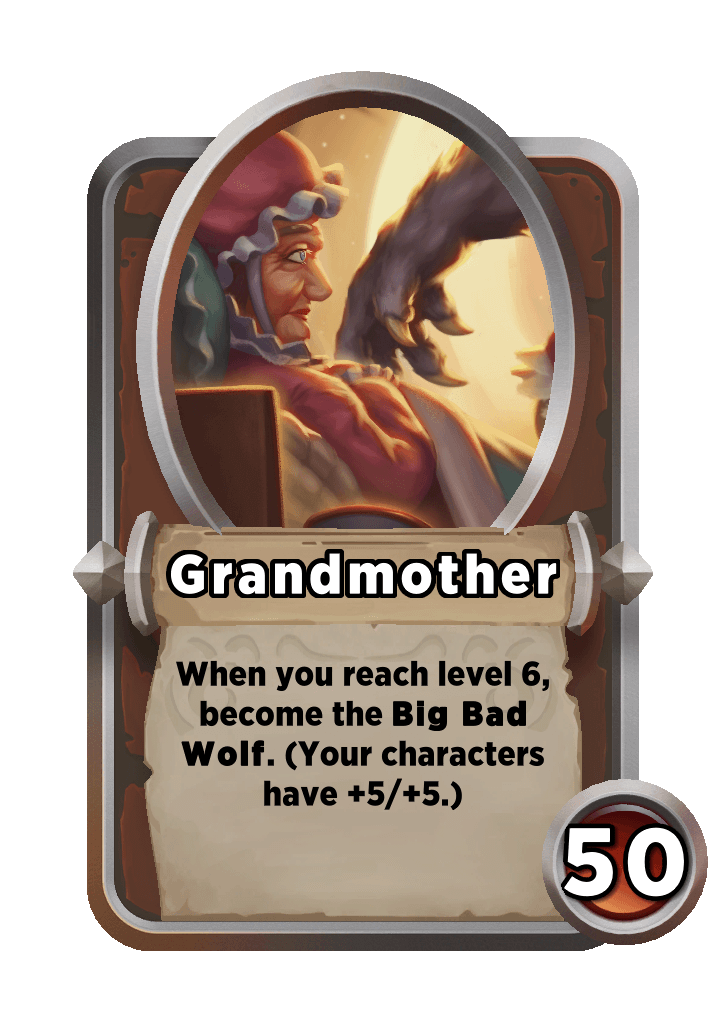 Grandmother
When you reach level 6,
become the Big Bad
Wolf. (Your characters
have +5/+5.)
50